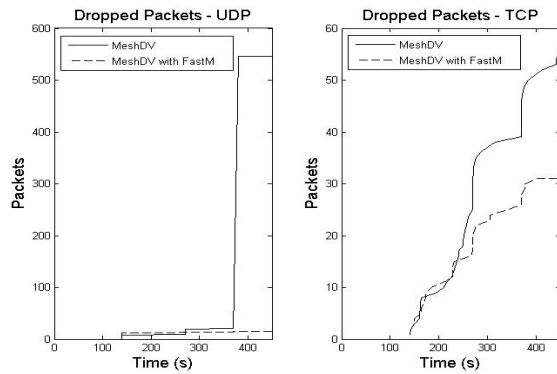 Dropped Packets - UDP
600
500
400
300
200
100
0
Packets
MeshDV
MeshDV with FastM
0
100
200
300
400
Time (s)
Dropped Packets - TCP
60
50
40
30
20
10
0
Packets
MeshDV
MeshDV with FastM
0
100
200
300
400
Time (s)